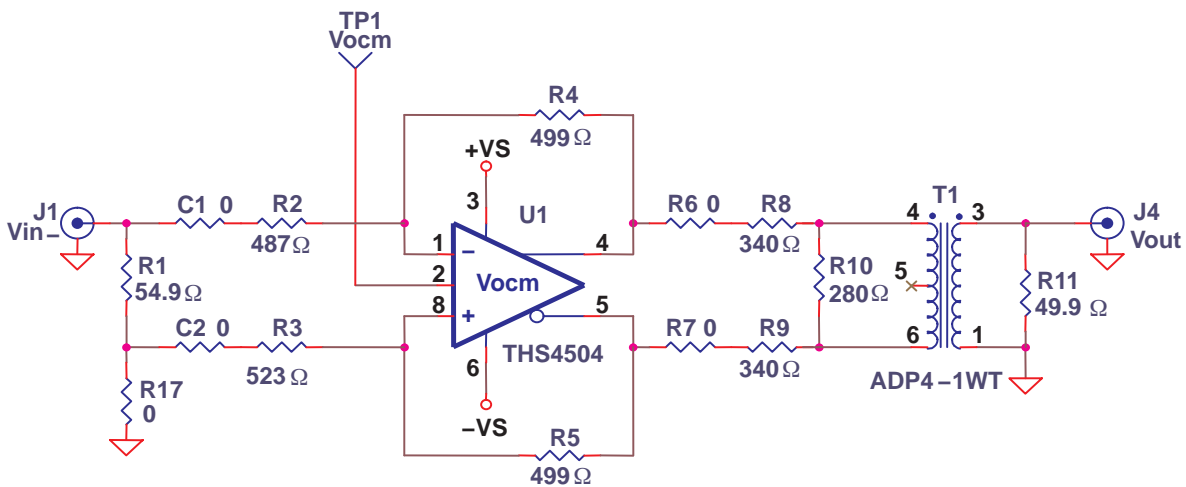 TP1
Vocm
R4
499 Ω
+VS
3
U1
J1
Vin–
C1 0
R2
487Ω
R6 0
R8
340Ω
T1
4
3
J4
Vout
1
–
4
R1
54.9Ω
2
Vocm
R10
280Ω
5
R11
49.9 Ω
8
+
5
C2 0
R3
523Ω
THS4504
R7 0
R9
340Ω
6
1
R17
0
6
–VS
ADP4–1WT
R5
499Ω